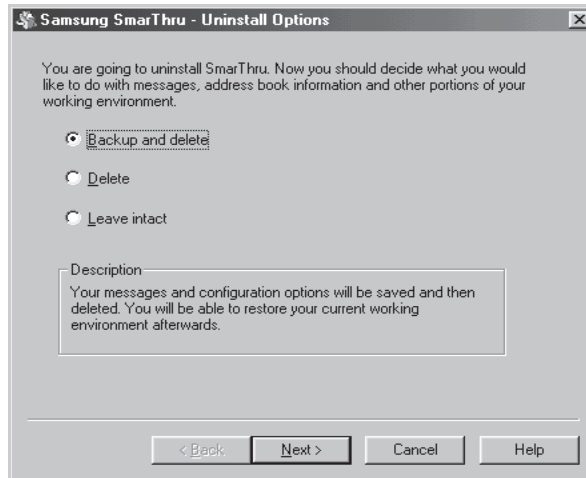 Samsung SmarThru - Uninstall Options
You are going to uninstall SmarThru. Now you should decide what you would
like to do with messages, address book information and other portions of your
working environment.
Backup and delete
Delete
Leave intact
Description
Your messages and configuration options will be saved and then
deleted. You will be able to restore your current working
environment afterwards.
< Back
Next >
Cancel
Help